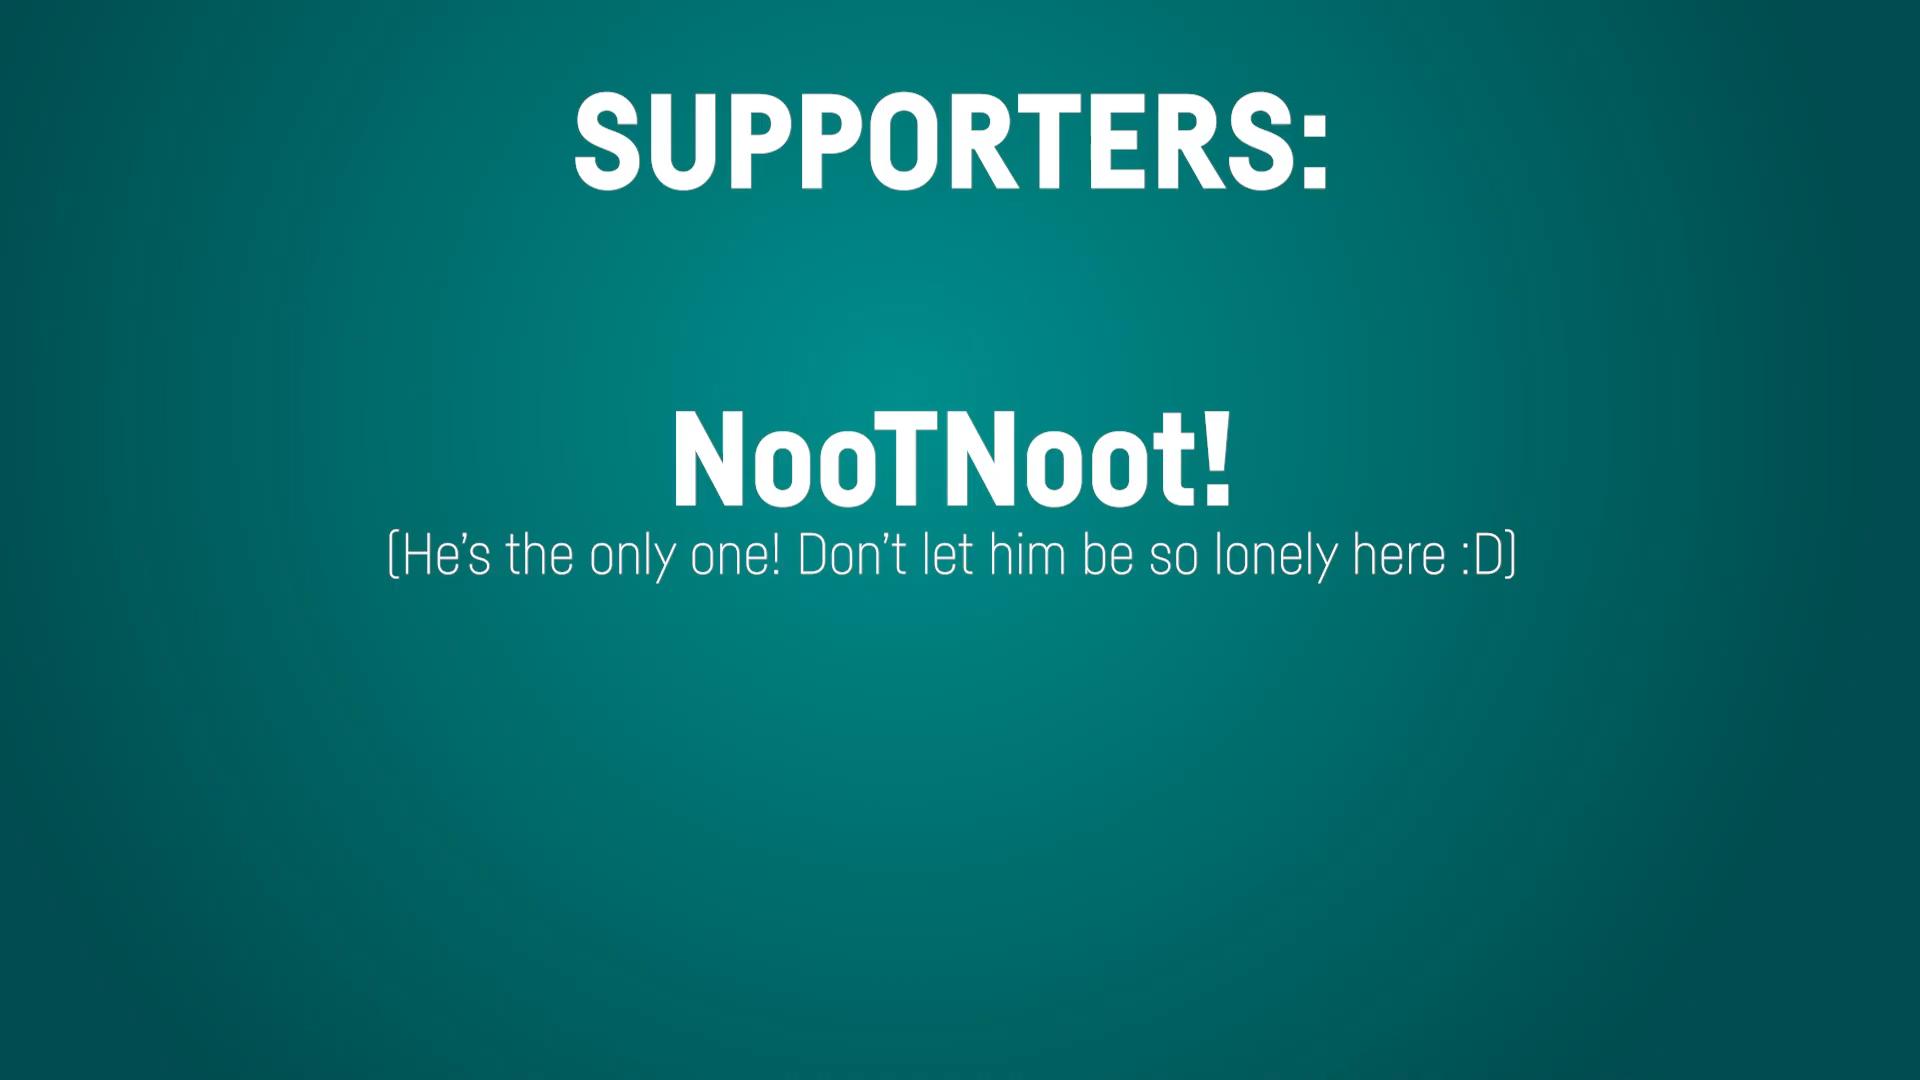 SUPPORTERS:
NooTNoot!
(He's the only one! Don't let him be so lonely here :D)